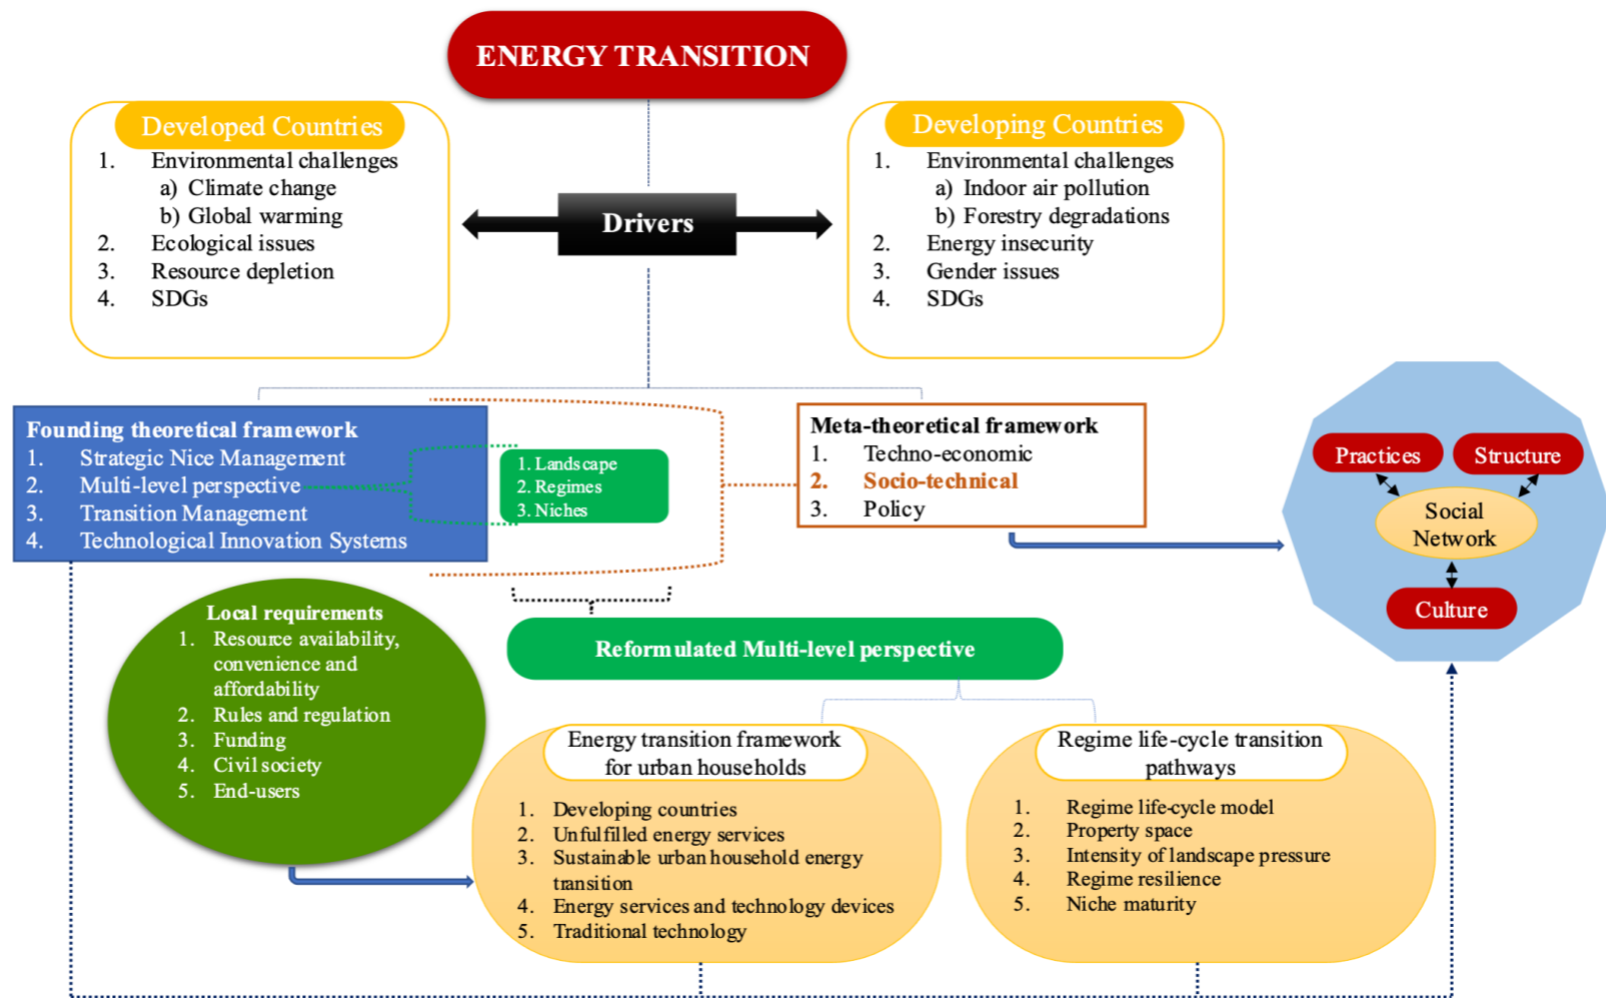 ENERGY TRANSITION
Developed Countries
1. Environmental challenges
a) Climate change
b) Global warming
2. Ecological issues
3. Resource depletion
4. SDGs
Drivers
Developing Countries
1. Environmental challenges
a) Indoor air pollution
b) Forestry degradations
2. Energy insecurity
3. Gender issues
4. SDGs
Founding theoretical framework
1. Strategic Nice Management
2. Multi-level perspective
3. Transition Management
4. Technological Innovation Systems
1. Landscape
2. Regimes
3. Niches
Meta-theoretical framework
1. Techno-economic
2. Socio-technical
3. Policy
Practices
Structure
Social
Network
Culture
Local requirements
1. Resource availability,
convenience and
affordability
2. Rules and regulation
3. Funding
4. Civil society
5. End-users
Reformulated Multi-level perspective
Energy transition framework
for urban households
1. Developing countries
2. Unfulfilled energy services
3. Sustainable urban household energy
transition
4. Energy services and technology devices
5. Traditional technology
Regime life-cycle transition
pathways
1. Regime life-cycle model
2. Property space
3. Intensity of landscape pressure
4. Regime resilience
5. Niche maturity